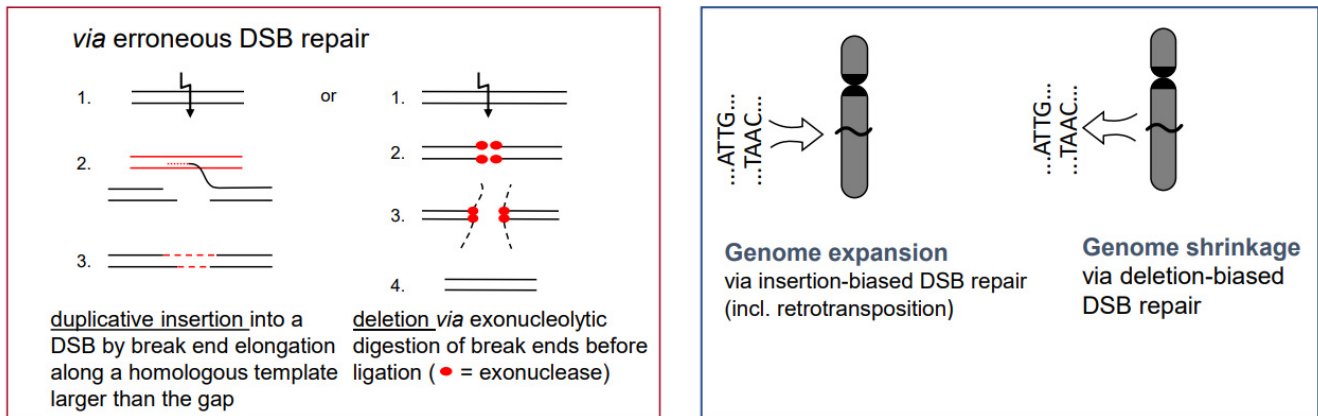 via erroneous DSB repair
1.
or
1.
2.
2.
3.
3.
4.
duplicative insertion into a
DSB by break end elongation
along a homologous template
larger than the gap
deletion via exonucleolytic
digestion of break ends before
ligation ( = exonuclease)
...ATTG...
...TAAC...
...ATTG...
...TAAC...
Genome expansion
via insertion-biased DSB repair
(incl. retrotransposition)
Genome shrinkage
via deletion-biased
DSB repair